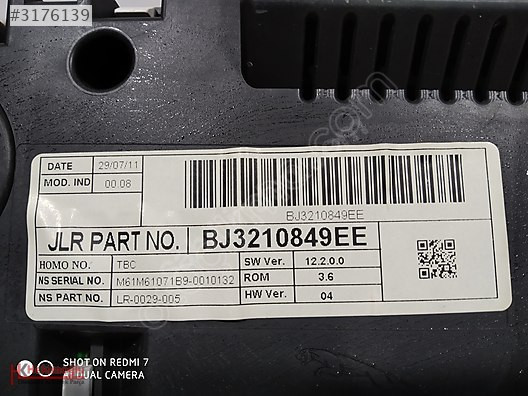 #3176139
DATE 29/07/11
MOD. IND 00.08
BJ3210849EE
JLR PART NO. BJ3210849EE
HOMO NO. TBC
NS SERIAL NO. M61M61071B9-0010132
NS PART NO. LR-0029-005
SW Ver. 12.2.0.0
ROM 3.6
HW Ver. 04
SHOT ON REDMI 7
AI DUAL CAMERA